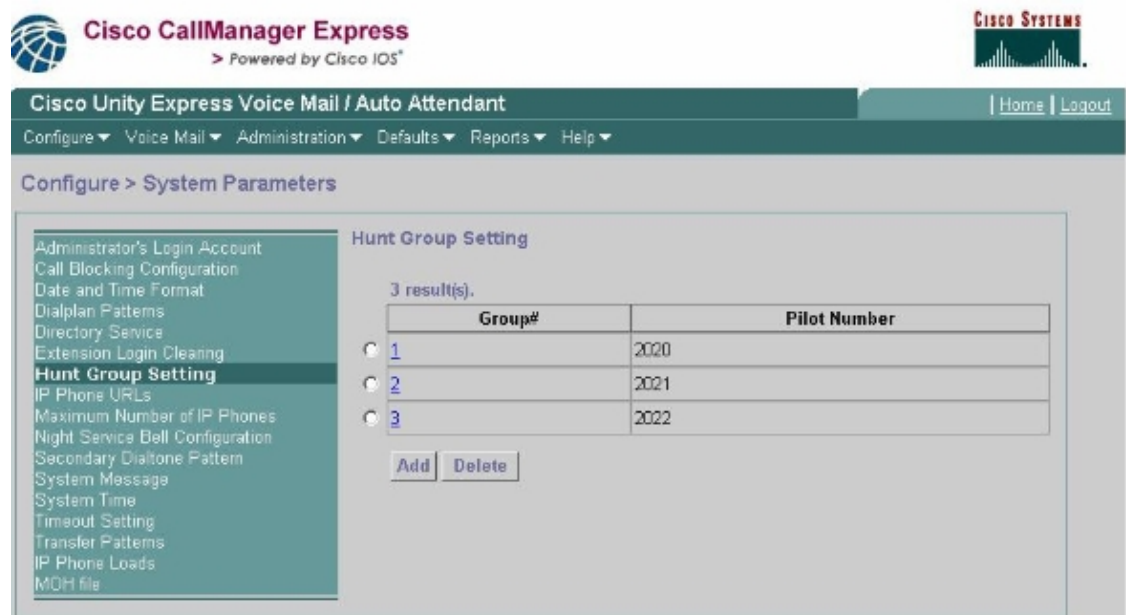 Cisco CallManager Express
> Powered by Cisco IOS®
CISCO SYSTEMS
Cisco Unity Express Voice Mail / Auto Attendant
| Home | Logout
Configure Voice Mail Administration Defaults Reports Help
Configure > System Parameters
Administrator's Login Account
Call Blocking Configuration
Date and Time Format
Dialplan Patterns
Directory Service
Extension Login Clearing
Hunt Group Setting
IP Phone URLs
Maximum Number of IP Phones
Night Service Bell Configuration
Secondary Dialtone Pattern
System Message
System Time
Timeout Setting
Transfer Patterns
IP Phone Loads
MOH file
Hunt Group Setting
3 result(s).
Group# Pilot Number
1 2020
2 2021
3 2022
Add Delete